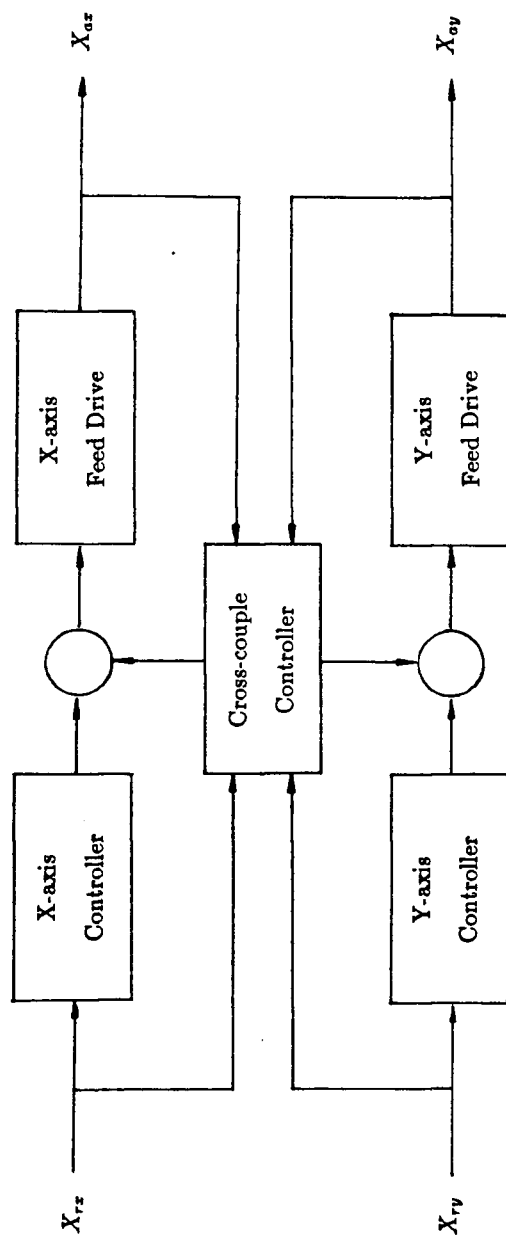 X_rx
X-axis
Controller
X-axis
Feed Drive
X_ax
Cross-couple
Controller
X_ry
Y-axis
Controller
Y-axis
Feed Drive
X_ay